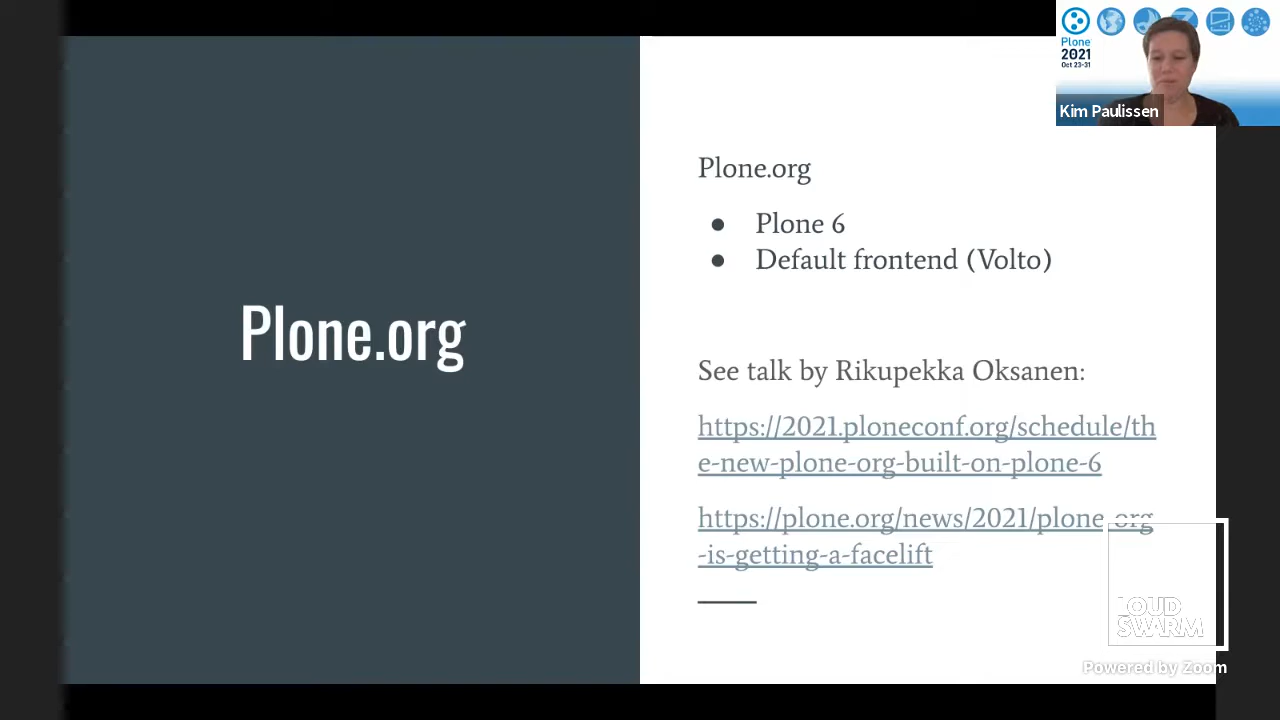 Plone
2021
Oct 23-31
Kim Paulissen
Plone.org
Plone.org
● Plone 6
● Default frontend (Volto)
See talk by Rikupekka Oksanen:
https://2021.ploneconf.org/schedule/th
e-new-plone-org-built-on-plone-6
https://plone.org/news/2021/plone-org
-is-getting-a-facelift
LOUD
SWARM
Powered by Zoom